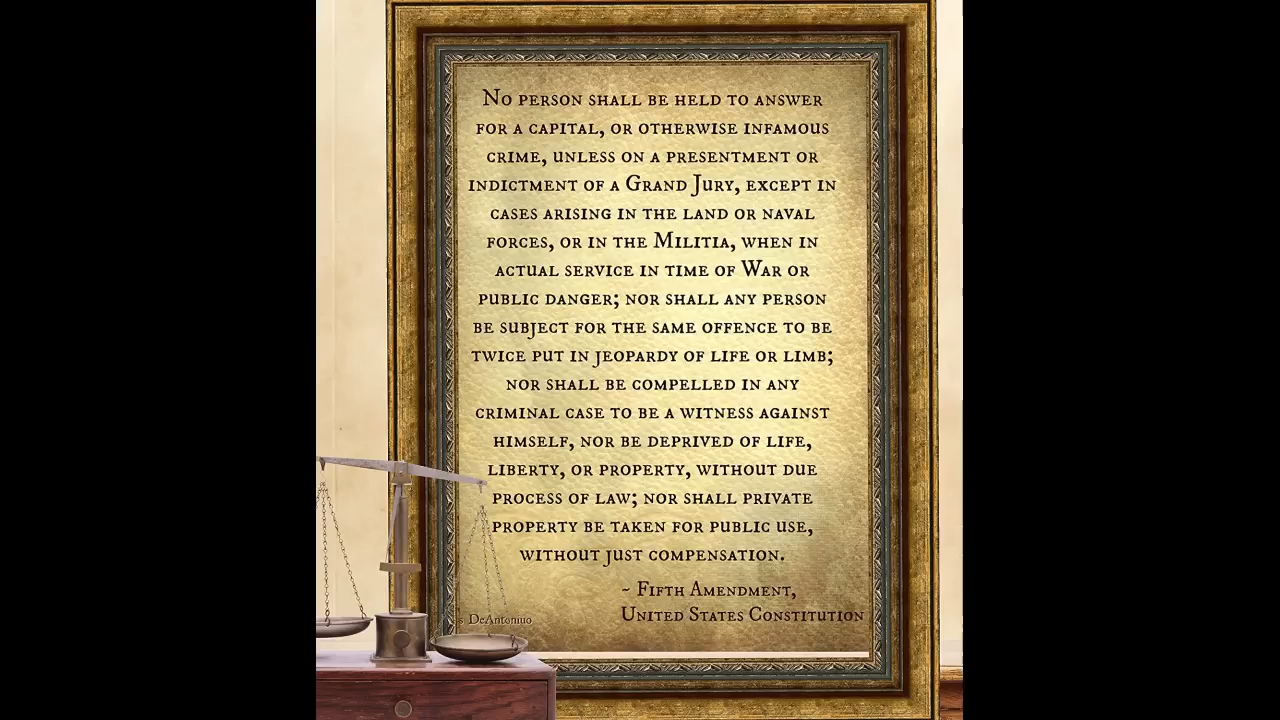 No person shall be held to answer
for a capital, or otherwise infamous
crime, unless on a presentment or
indictment of a Grand Jury, except in
cases arising in the land or naval
forces, or in the Militia, when in
actual service in time of War or
public danger; nor shall any person
be subject for the same offence to be
twice put in jeopardy of life or limb;
nor shall be compelled in any
criminal case to be a witness against
himself, nor be deprived of life,
liberty, or property, without due
process of law; nor shall private
property be taken for public use,
without just compensation.
~ Fifth Amendment,
United States Constitution
s DeAntoniuo